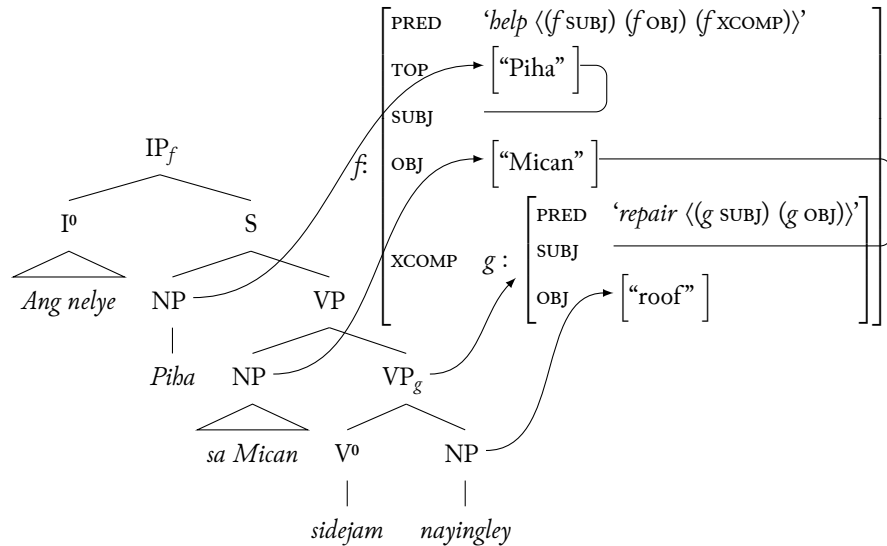 PRED ‘help ⟨(f SUBJ) (f OBJ) (f XCOMP)⟩’
TOP [“Piha”]
SUBJ
IP_f
f: OBJ [“Mican”]
I⁰ S
PRED ‘repair ⟨(g SUBJ) (g OBJ)⟩’
SUBJ
XCOMP g :
Ang nelye NP VP
OBJ [“roof”]
Piha NP VP_g
sa Mican V⁰ NP
sidejam nayingley